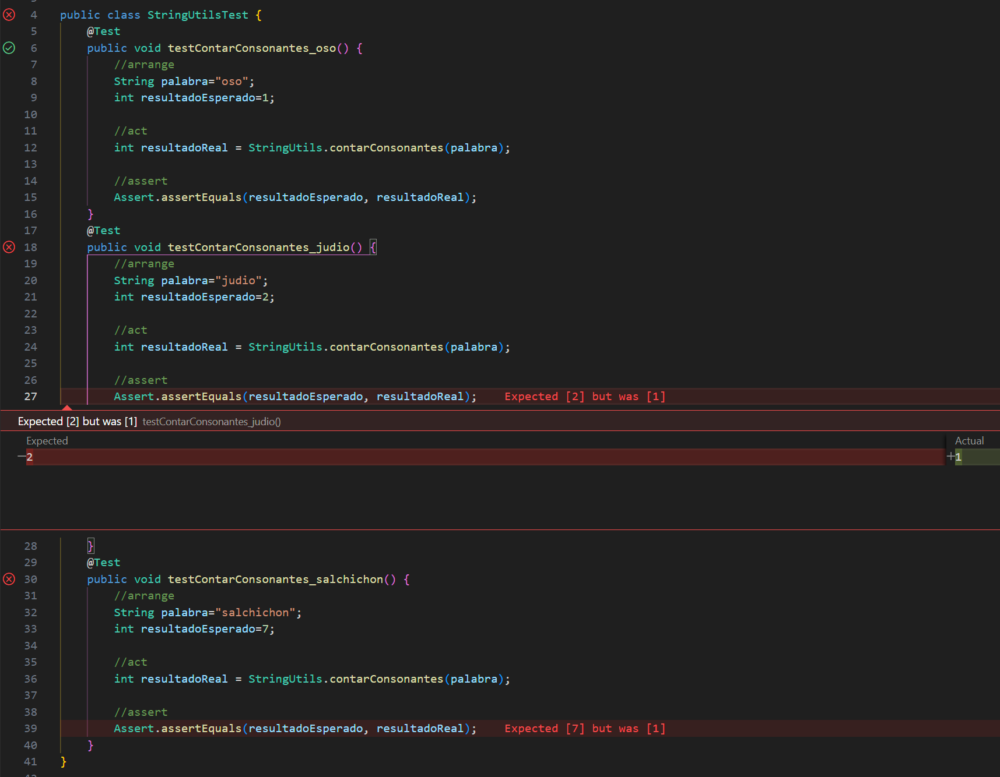 4 public class StringUtilsTest {
5 @Test
6 public void testContarConsonantes_oso() {
7 //arrange
8 String palabra="oso";
9 int resultadoEsperado=1;
10
11 //act
12 int resultadoReal = StringUtils.contarConsonantes(palabra);
13
14 //assert
15 Assert.assertEquals(resultadoEsperado, resultadoReal);
16 }
17 @Test
18 public void testContarConsonantes_judio() {
19 //arrange
20 String palabra="judio";
21 int resultadoEsperado=2;
22
23 //act
24 int resultadoReal = StringUtils.contarConsonantes(palabra);
25
26 //assert
27 Assert.assertEquals(resultadoEsperado, resultadoReal); Expected [2] but was [1]
Expected [2] but was [1] testContarConsonantes_judio()
Expected Actual
−2 +1
28 }
29 @Test
30 public void testContarConsonantes_salchichon() {
31 //arrange
32 String palabra="salchichon";
33 int resultadoEsperado=7;
34
35 //act
36 int resultadoReal = StringUtils.contarConsonantes(palabra);
37
38 //assert
39 Assert.assertEquals(resultadoEsperado, resultadoReal); Expected [7] but was [1]
40 }
41 }